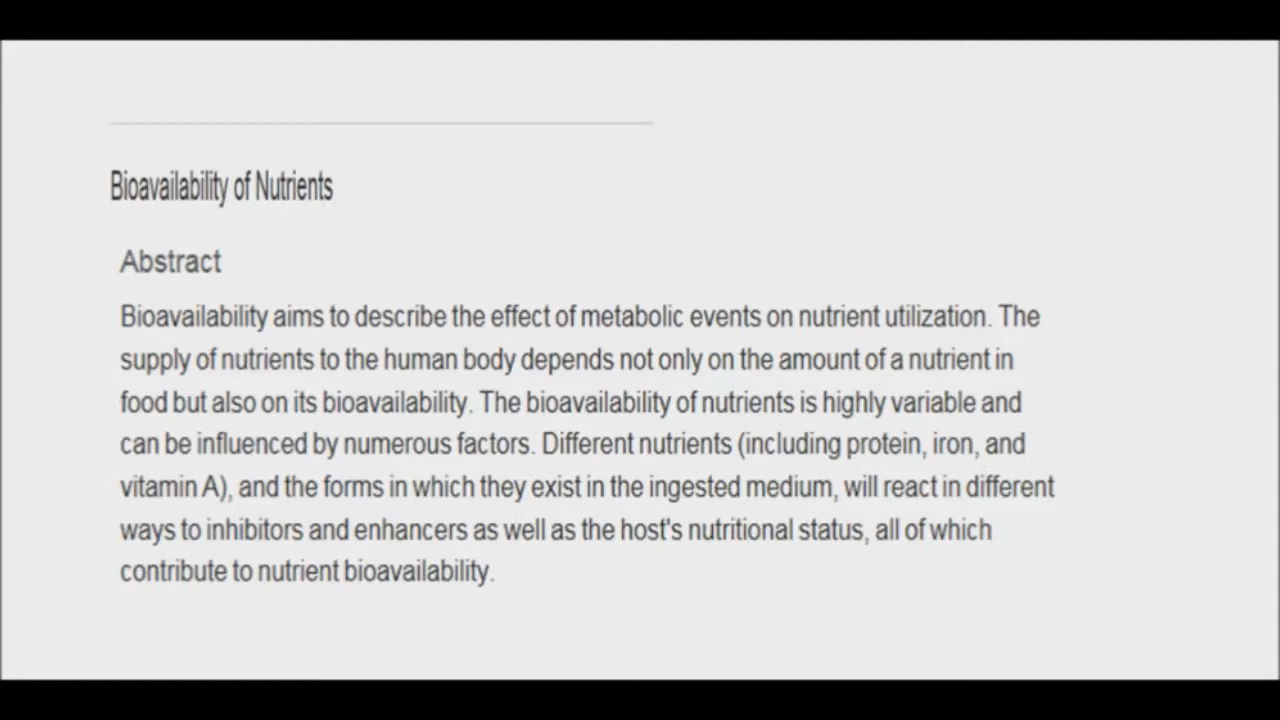 Bioavailability of Nutrients
Abstract
Bioavailability aims to describe the effect of metabolic events on nutrient utilization. The
supply of nutrients to the human body depends not only on the amount of a nutrient in
food but also on its bioavailability. The bioavailability of nutrients is highly variable and
can be influenced by numerous factors. Different nutrients (including protein, iron, and
vitamin A), and the forms in which they exist in the ingested medium, will react in different
ways to inhibitors and enhancers as well as the host's nutritional status, all of which
contribute to nutrient bioavailability.